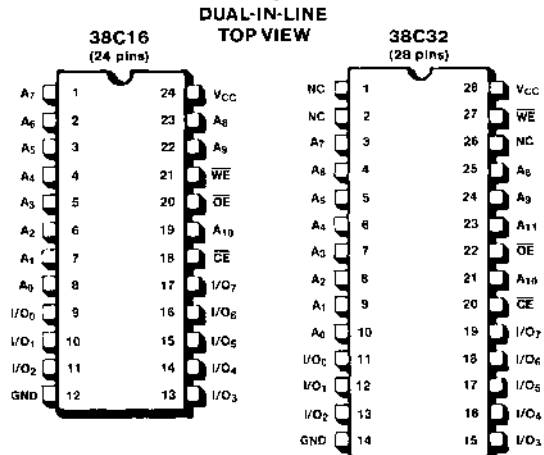 DUAL-IN-LINE
TOP VIEW
38C16
(24 pins)
A7 1 24 VCC
A6 2 23 A8
A5 3 22 A9
A4 4 21 WE
A3 5 20 OE
A2 6 19 A10
A1 7 18 CE
A0 8 17 I/O7
I/O0 9 16 I/O6
I/O1 10 15 I/O5
I/O2 11 14 I/O4
GND 12 13 I/O3
38C32
(28 pins)
NC 1 28 VCC
NC 2 27 WE
A7 3 26 NC
A6 4 25 A8
A5 5 24 A9
A4 6 23 A11
A3 7 22 OE
A2 8 21 A10
A1 9 20 CE
A0 10 19 I/O7
I/O0 11 18 I/O6
I/O1 12 17 I/O5
I/O2 13 16 I/O4
GND 14 15 I/O3